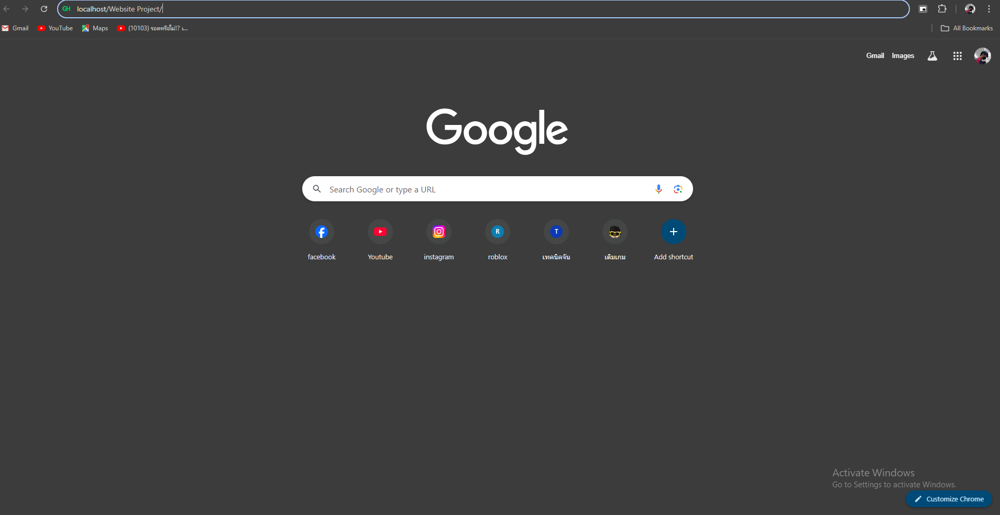 GH localhost/Website Project/
Gmail YouTube Maps (10103) รอดหรือไม่!? เ... All Bookmarks
Gmail Images
Google
Search Google or type a URL
R T
facebook Youtube instagram roblox เทคนิคจัน เติมเกม Add shortcut
Activate Windows
Go to Settings to activate Windows.
Customize Chrome